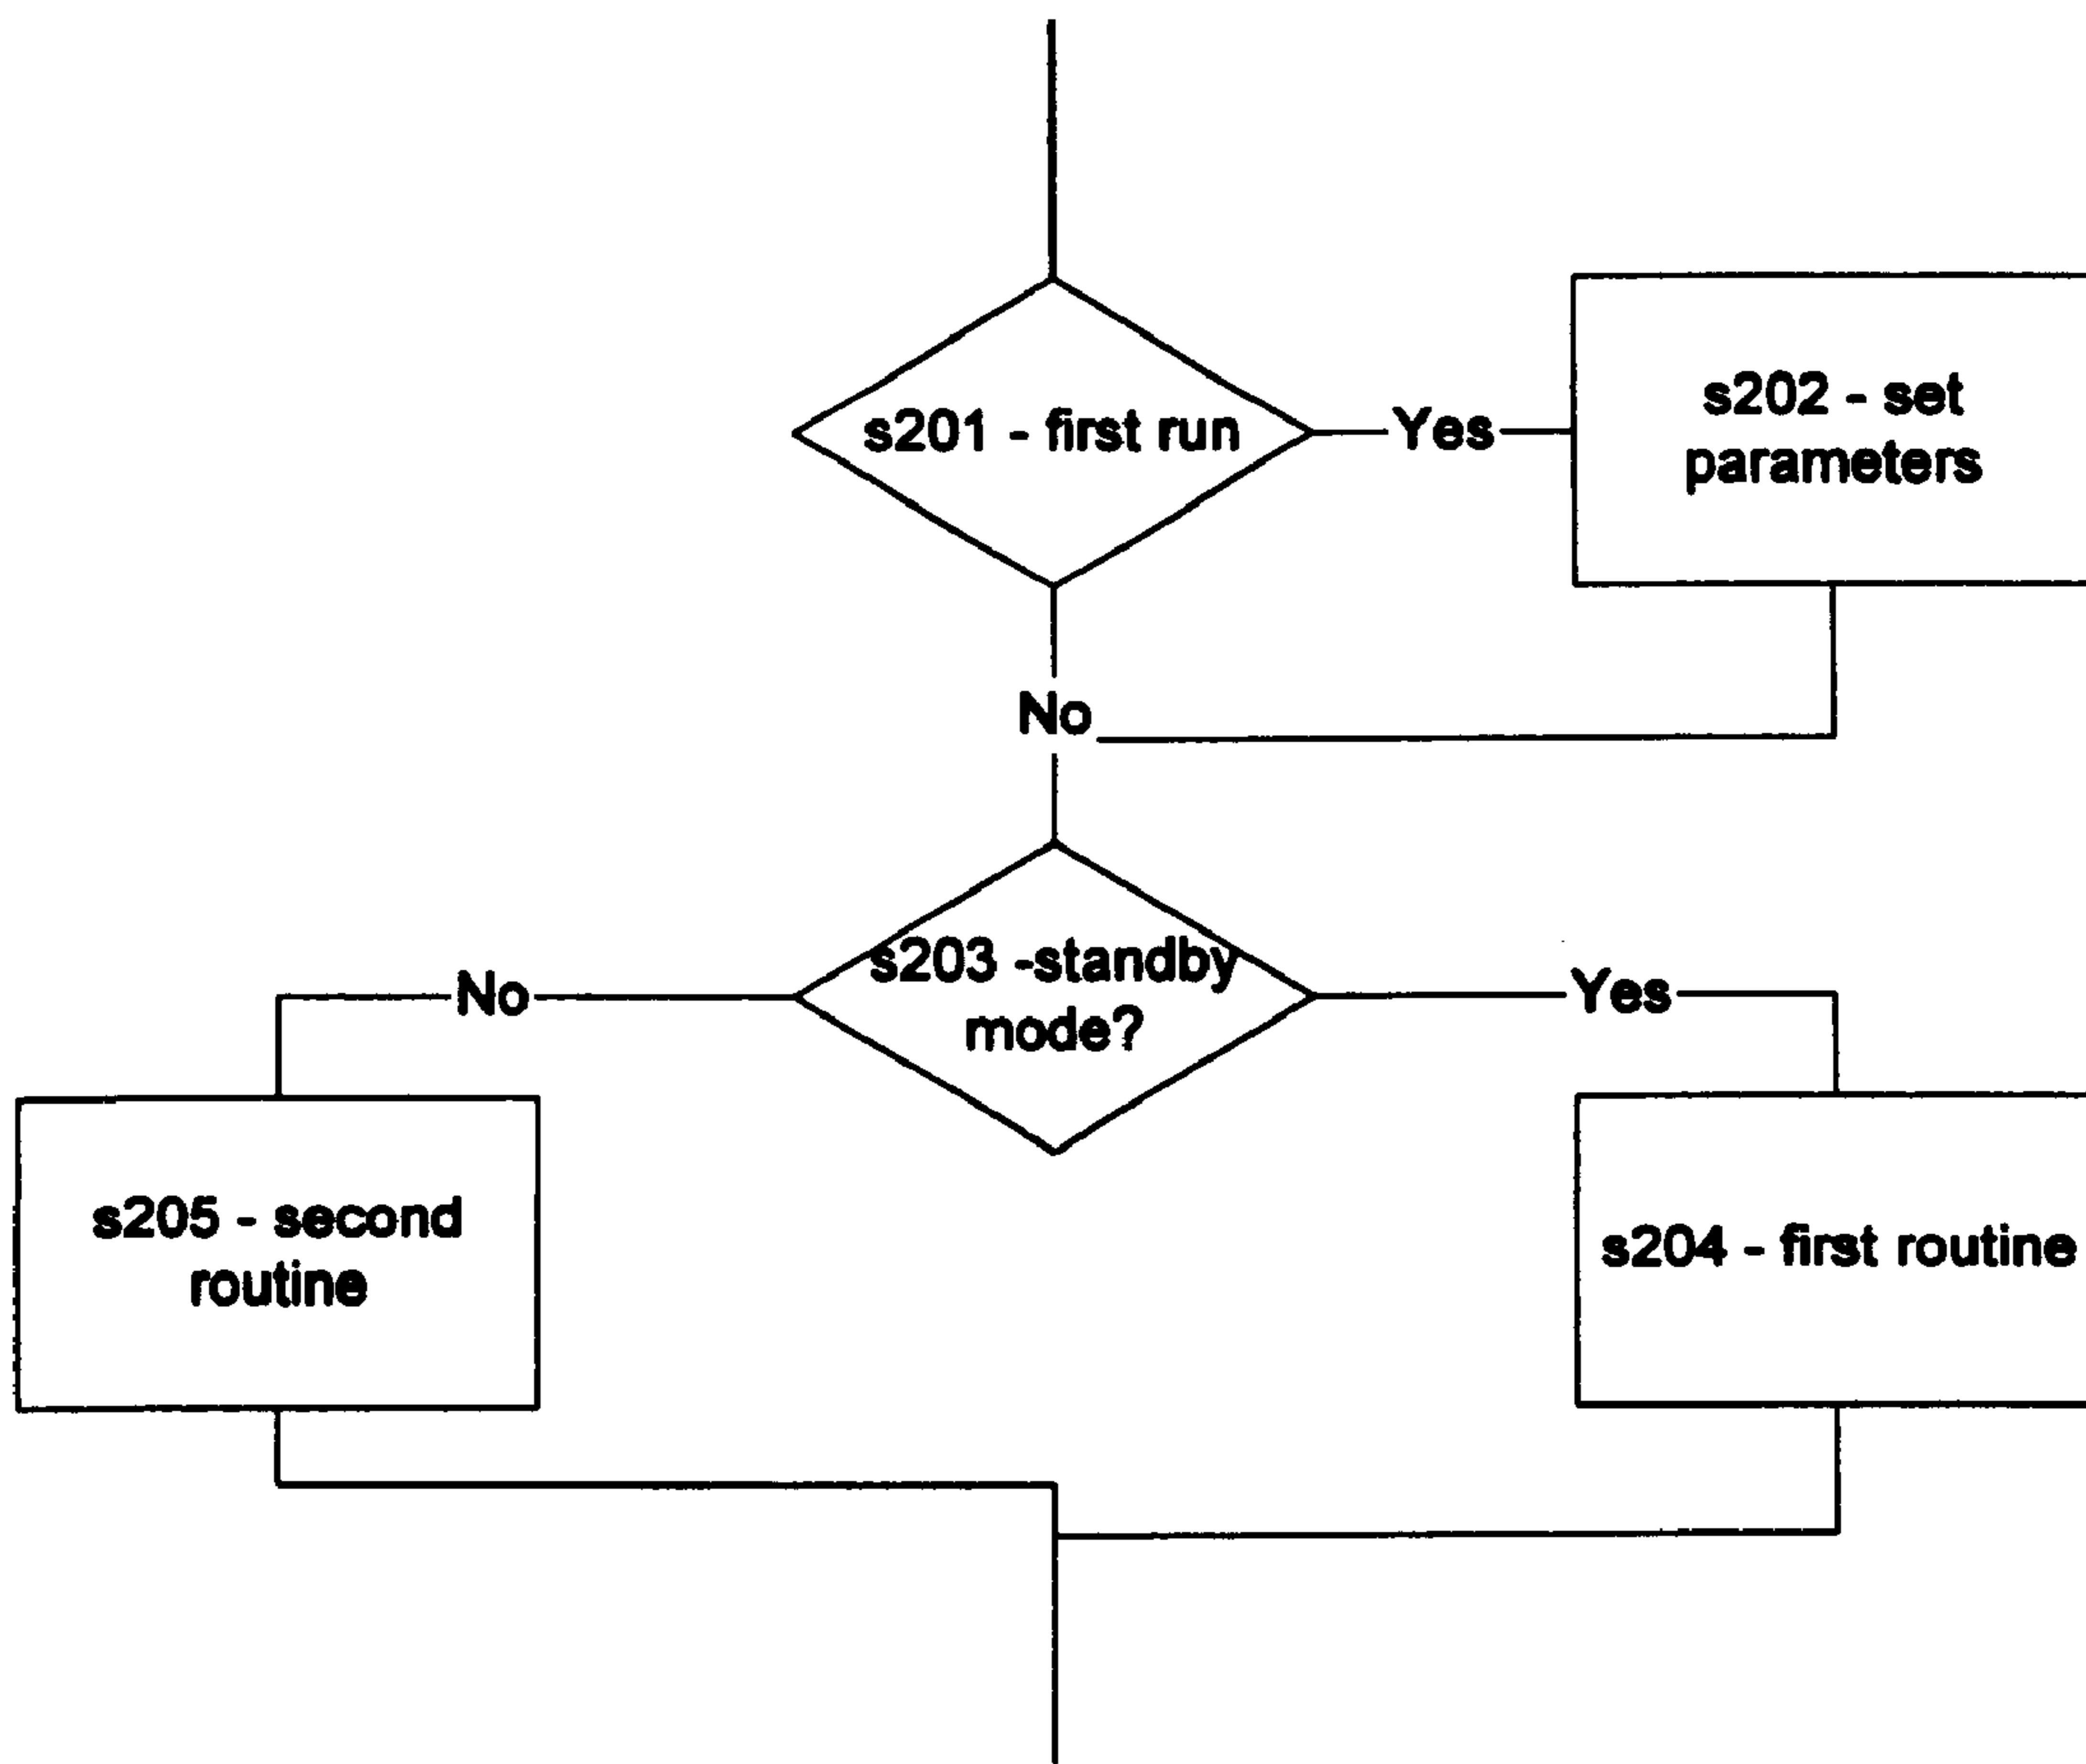 s201 - first run
Yes
s202 - set
parameters
No
s203 -standby
mode?
No
Yes
s205 - second
routine
s204 - first routine